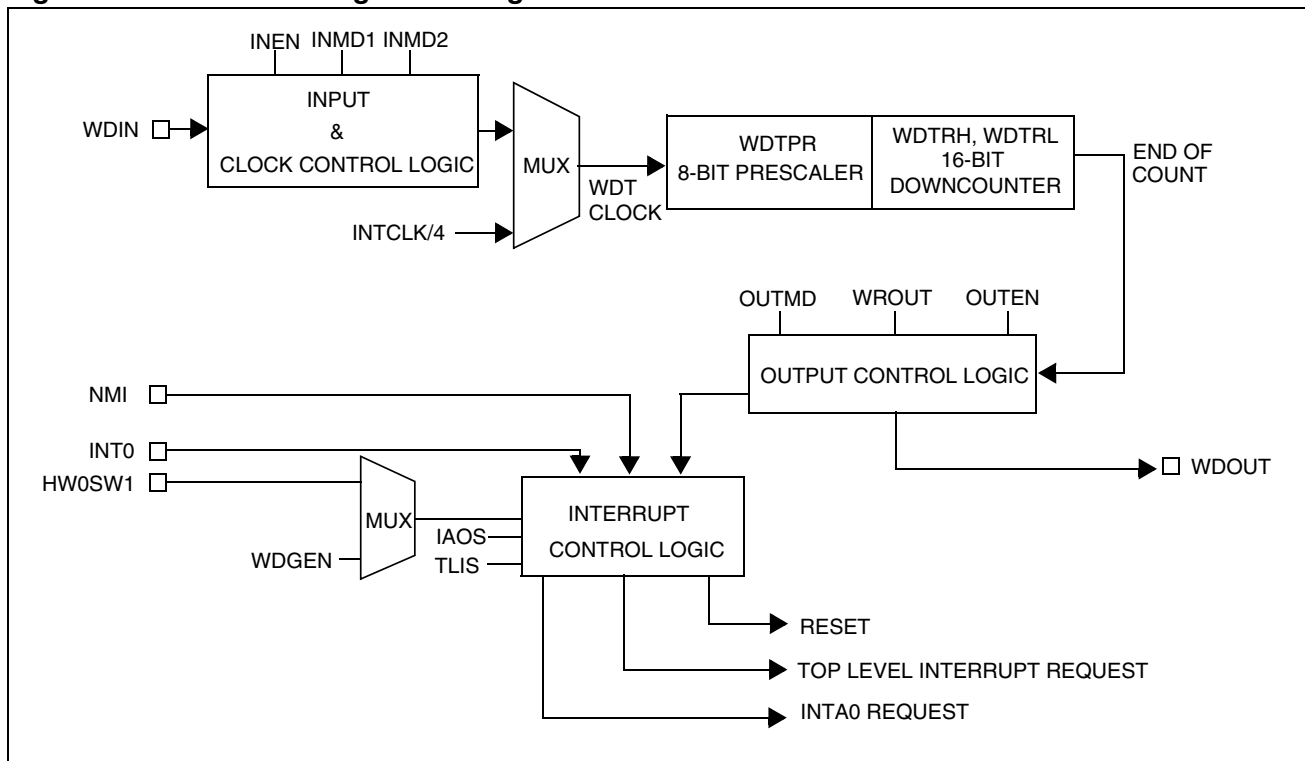 INEN INMD1 INMD2
INPUT
&
CLOCK CONTROL LOGIC
WDIN
MUX
INTCLK/4
WDT
CLOCK
WDTPR
8-BIT PRESCALER
WDTRH, WDTRL
16-BIT
DOWNCOUNTER
END OF
COUNT
OUTMD WROUT OUTEN
OUTPUT CONTROL LOGIC
NMI
INT0
HW0SW1
WDGEN
MUX
IAOS
TLIS
INTERRUPT
CONTROL LOGIC
WDOUT
RESET
TOP LEVEL INTERRUPT REQUEST
INTA0 REQUEST